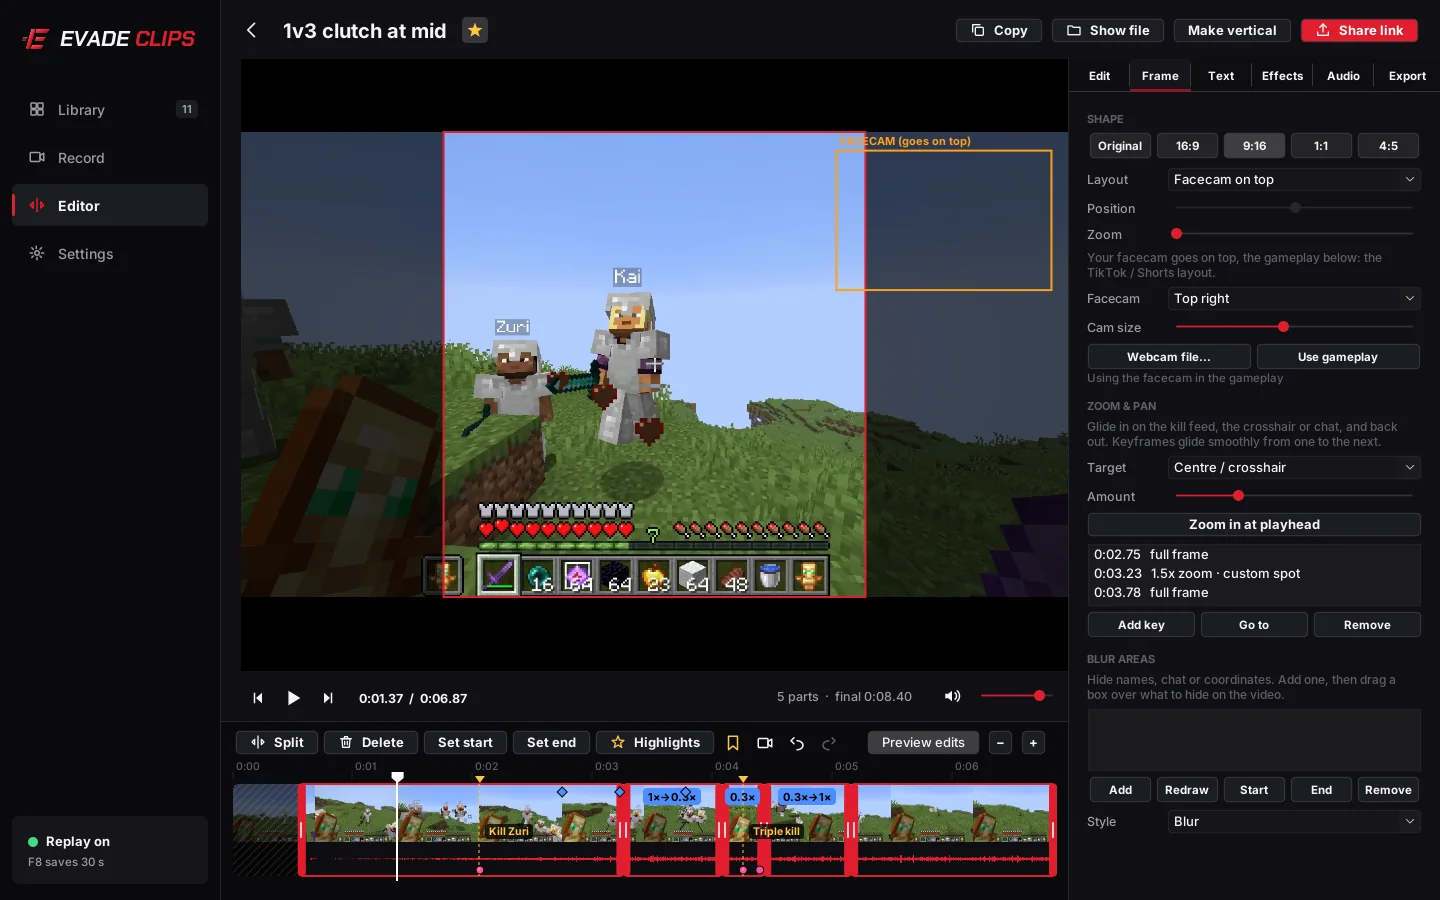 EVADE CLIPS
1v3 clutch at mid
Copy
Show file
Make vertical
Share link
Library
11
Record
Editor
Settings
Replay on
F8 saves 30 s
FACECAM (goes on top)
Kai
Zuri
7
16
64
64
23
64
48
0:01.37 / 0:06.87
5 parts · final 0:08.40
Split
Delete
Set start
Set end
Highlights
Preview edits
−
+
0:00
0:01
0:02
0:03
0:04
0:05
0:06
1×→0.3×
0.3×
0.3×→1×
Kill Zuri
Triple kill
Edit
Frame
Text
Effects
Audio
Export
SHAPE
Original
16:9
9:16
1:1
4:5
Layout
Facecam on top
Position
Zoom
Your facecam goes on top, the gameplay below: the
TikTok / Shorts layout.
Facecam
Top right
Cam size
Webcam file...
Use gameplay
Using the facecam in the gameplay
ZOOM & PAN
Glide in on the kill feed, the crosshair or chat, and back
out. Keyframes glide smoothly from one to the next.
Target
Centre / crosshair
Amount
Zoom in at playhead
0:02.75 full frame
0:03.23 1.5x zoom · custom spot
0:03.78 full frame
Add key
Go to
Remove
BLUR AREAS
Hide names, chat or coordinates. Add one, then drag a
box over what to hide on the video.
Add
Redraw
Start
End
Remove
Style
Blur